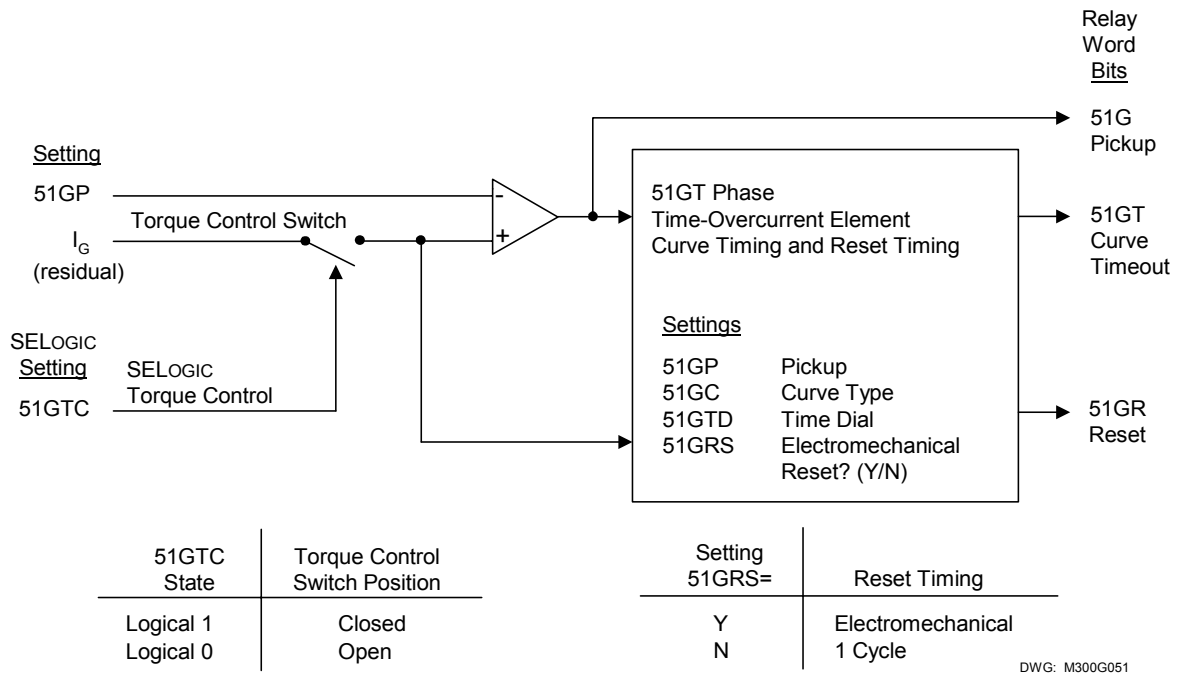 Relay
Word
Bits
51G
Pickup
Setting
51GP
Torque Control Switch
IG
(residual)
-
+
51GT Phase
Time-Overcurrent Element
Curve Timing and Reset Timing
51GT
Curve
Timeout
SELOGIC
Setting
51GTC
SELOGIC
Torque Control
Settings
51GP Pickup
51GC Curve Type
51GTD Time Dial
51GRS Electromechanical
Reset? (Y/N)
51GR
Reset
51GTC Torque Control
State Switch Position
Logical 1 Closed
Logical 0 Open
Setting
51GRS= Reset Timing
Y Electromechanical
N 1 Cycle
DWG: M300G051